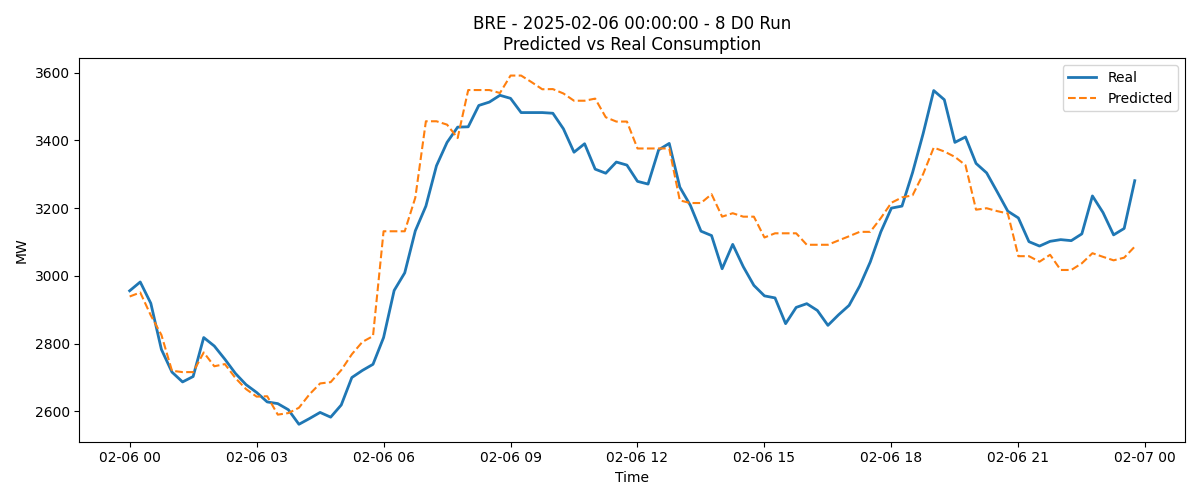 BRE - 2025-02-06 00:00:00 - 8 D0 Run
Predicted vs Real Consumption
Real
Predicted
MW
3600
3400
3200
3000
2800
2600
02-06 00
02-06 03
02-06 06
02-06 09
02-06 12
02-06 15
02-06 18
02-06 21
02-07 00
Time